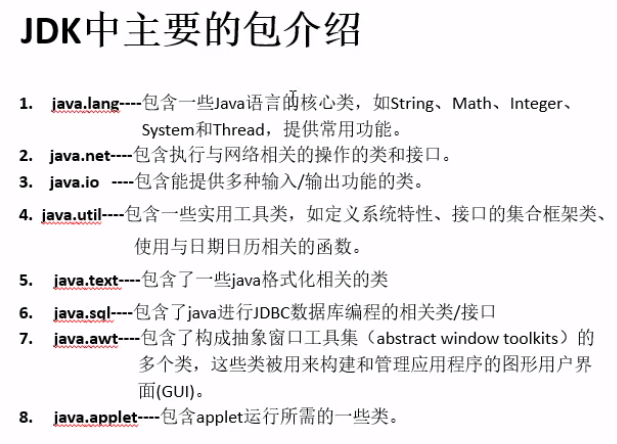 JDK中主要的包介绍
1. java.lang----包含一些Java语言的核心类，如String、Math、Integer、
System和Thread，提供常用功能。
2. java.net----包含执行与网络相关的操作的类和接口。
3. java.io ----包含能提供多种输入/输出功能的类。
4. java.util----包含一些实用工具类，如定义系统特性、接口的集合框架类、
使用与日期日历相关的函数。
5. java.text----包含了一些java格式化相关的类
6. java.sql----包含了java进行JDBC数据库编程的相关类/接口
7. java.awt----包含了构成抽象窗口工具集（abstract window toolkits）的
多个类，这些类被用来构建和管理应用程序的图形用户界
面(GUI)。
8. java.applet----包含applet运行所需的一些类。